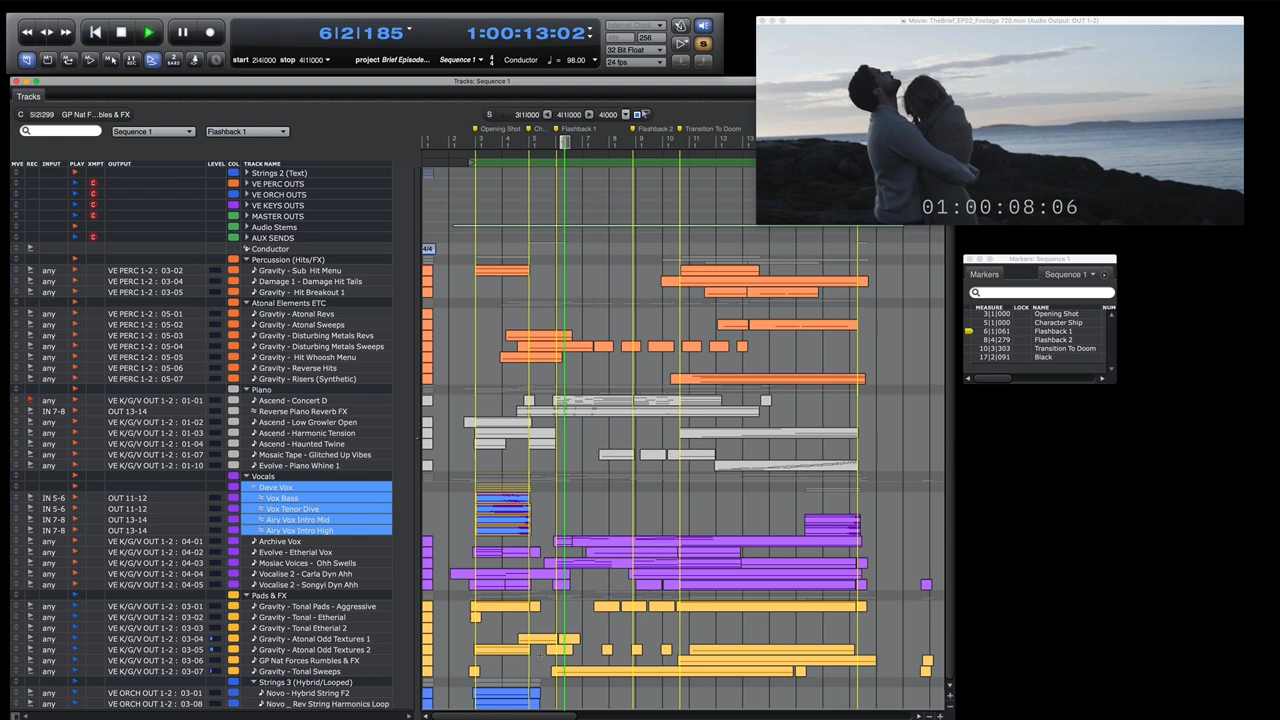 6|2|185
1:00:13:02
Internal Clock
48k
256
32 Bit Float
24 fps
2 BARS
start 2|4|000 stop 4|1|000
project Brief Episode...
Sequence 1
4/4
Conductor
= 98.00
Movie: TheBrief_EP02_Footage 720.mov (Audio Output: OUT 1-2)
01:00:08:06
Tracks: Sequence 1
Tracks
C 5|2|299 GP Nat F...bles & FX
S 3|1|000 4|1|000 4|000
Sequence 1
Flashback 1
Opening Shot
Ch...
Flashback 1
Flashback 2
Transition To Doom
1 2 3 4 5 6 7 8 9 10 11 12 13
MVE REC INPUT PLAY XMPT OUTPUT LEVEL COL TRACK NAME
Strings 2 (Text)
VE PERC OUTS
VE ORCH OUTS
VE KEYS OUTS
MASTER OUTS
Audio Stems
AUX SENDS
Conductor
4/4
Percussion (Hits/FX)
any VE PERC 1-2 : 03-02 Gravity - Sub Hit Menu
any VE PERC 1-2 : 03-04 Damage 1 - Damage Hit Tails
any VE PERC 1-2 : 03-05 Gravity - Hit Breakout 1
Atonal Elements ETC
any VE PERC 1-2 : 05-01 Gravtiy - Atonal Revs
any VE PERC 1-2 : 05-02 Gravity - Atonal Sweeps
any VE PERC 1-2 : 05-03 Gravity - Disturbing Metals Revs
any VE PERC 1-2 : 05-04 Gravity - Disturbing Metals Sweeps
any VE PERC 1-2 : 05-05 Gravity - Hit Whoosh Menu
any VE PERC 1-2 : 05-06 Gravity - Reverse Hits
any VE PERC 1-2 : 05-07 Gravity - Risers (Synthetic)
Piano
any VE K/G/V OUT 1-2 : 01-01 Ascend - Concert D
IN 7-8 OUT 13-14 Reverse Piano Reverb FX
any VE K/G/V OUT 1-2 : 01-02 Ascend - Low Growler Open
any VE K/G/V OUT 1-2 : 01-03 Ascend - Harmonic Tension
any VE K/G/V OUT 1-2 : 01-04 Ascend - Haunted Twine
any VE K/G/V OUT 1-2 : 01-07 Mosaic Tape - Glitched Up Vibes
any VE K/G/V OUT 1-2 : 01-10 Evolve - Piano Whine 1
Vocals
Dave Vox
IN 5-6 OUT 11-12 Vox Bass
IN 5-6 OUT 11-12 Vox Tenor Dive
IN 7-8 OUT 13-14 Airy Vox Intro Mid
IN 7-8 OUT 13-14 Airy Vox Intro High
any VE K/G/V OUT 1-2 : 04-01 Archive Vox
any VE K/G/V OUT 1-2 : 04-02 Evolve - Etherial Vox
any VE K/G/V OUT 1-2 : 04-03 Mosiac Voices - Ohh Swells
any VE K/G/V OUT 1-2 : 04-04 Vocalise 2 - Carla Dyn Ahh
any VE K/G/V OUT 1-2 : 04-05 Vocalise 2- Songyi Dyn Ahh
Pads & FX
any VE K/G/V OUT 1-2 : 03-01 Gravity - Tonal Pads - Aggressive
any VE K/G/V OUT 1-2 : 03-02 Gravity - Tonal - Etherial
any VE K/G/V OUT 1-2 : 03-03 Gravity - Tonal Etherial 2
any VE K/G/V OUT 1-2 : 03-04 Gravity - Atonal Odd Textures 1
any VE K/G/V OUT 1-2 : 03-05 Gravity - Atonal Odd Textures 2
any VE K/G/V OUT 1-2 : 03-06 GP Nat Forces Rumbles & FX
any VE K/G/V OUT 1-2 : 03-07 Gravity - Tonal Sweeps
Strings 3 (Hybrid/Looped)
any VE ORCH OUT 1-2 : 03-01 Novo - Hybrid String F2
any VE ORCH OUT 1-2 : 03-08 Novo _ Rev String Harmonics Loop
Markers: Sequence 1
Markers Sequence 1
MEASURE LOCK NAME NUM
3|1|000 Opening Shot
5|1|000 Character Ship
6|1|061 Flashback 1
8|4|279 Flashback 2
10|3|303 Transition To Doom
17|2|091 Black